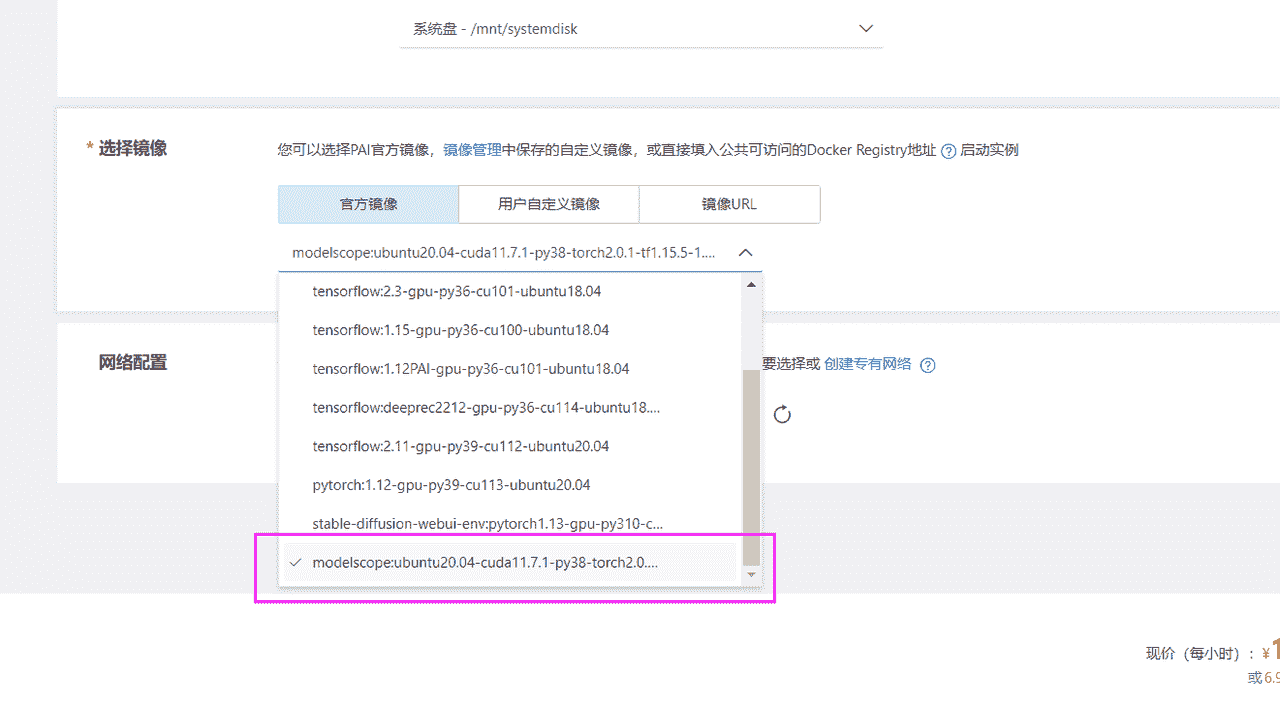 系统盘 - /mnt/systemdisk
* 选择镜像
您可以选择PAI官方镜像，镜像管理中保存的自定义镜像，或直接填入公共可访问的Docker Registry地址 ? 启动实例
官方镜像 用户自定义镜像 镜像URL
modelscope:ubuntu20.04-cuda11.7.1-py38-torch2.0.1-tf1.15.5-1....
tensorflow:2.3-gpu-py36-cu101-ubuntu18.04
tensorflow:1.15-gpu-py36-cu100-ubuntu18.04
网络配置
要选择或 创建专有网络 ?
tensorflow:1.12PAI-gpu-py36-cu101-ubuntu18.04
tensorflow:deeprec2212-gpu-py36-cu114-ubuntu18....
tensorflow:2.11-gpu-py39-cu112-ubuntu20.04
pytorch:1.12-gpu-py39-cu113-ubuntu20.04
stable-diffusion-webui-env:pytorch1.13-gpu-py310-c...
modelscope:ubuntu20.04-cuda11.7.1-py38-torch2.0....
现价（每小时）: ¥1
或6.9